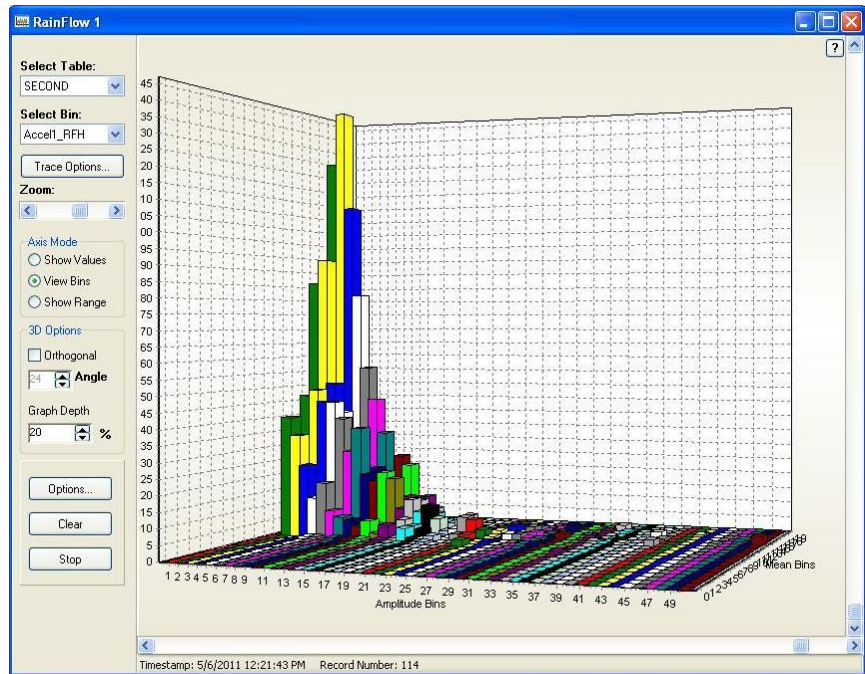 RainFlow 1
?
Select Table:
SECOND
Select Bin:
Accel1_RFH
Trace Options...
Zoom:
Axis Mode
Show Values
View Bins
Show Range
3D Options
Orthogonal
24 Angle
Graph Depth
20 %
Options...
Clear
Stop
45
40
35
30
25
20
15
10
05
00
95
90
85
80
75
70
65
60
55
50
45
40
35
30
25
20
15
10
5
0
1 2 3 4 5 6 7 8 9 11 13 15 17 19 21 23 25 27 29 31 33 35 37 39 41 43 45 47 49
Amplitude Bins
Mean Bins
Timestamp: 5/6/2011 12:21:43 PM Record Number: 114